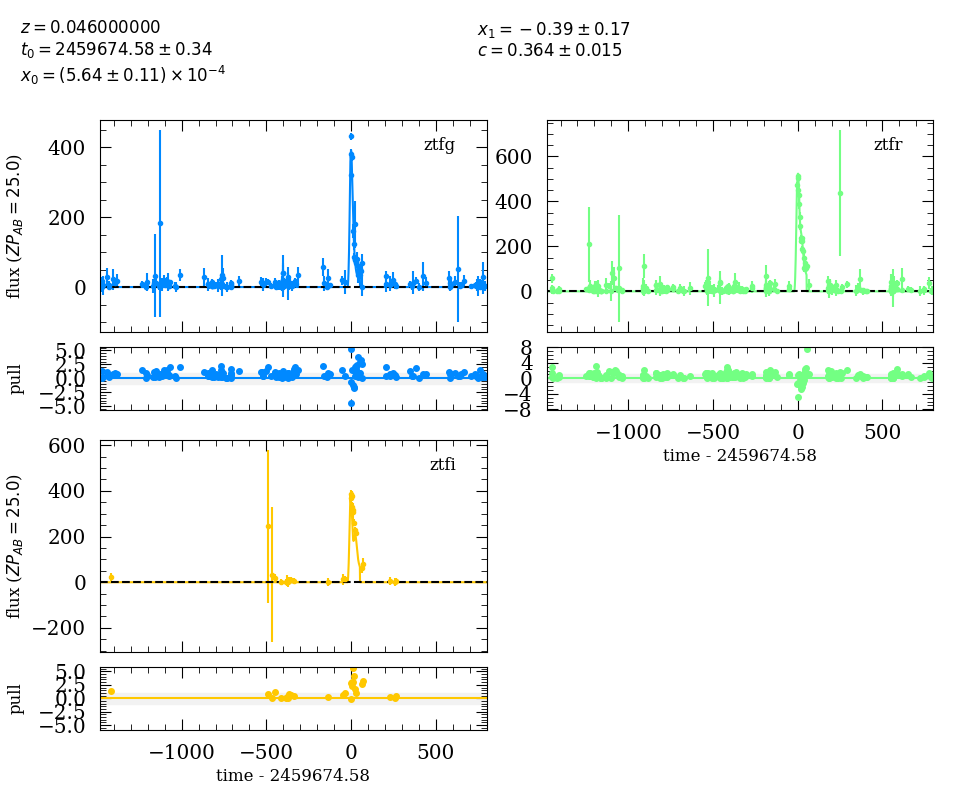 z = 0.046000000
t₀ = 2459674.58 ± 0.34
x₀ = (5.64 ± 0.11) × 10⁻⁴
x₁ = −0.39 ± 0.17
c = 0.364 ± 0.015
flux (ZP_AB = 25.0)
400
200
0
ztfg
600
400
200
0
ztfr
pull
5.0
2.5
0.0
−2.5
−5.0
8
4
0
−4
−8
−1000 −500 0 500
time - 2459674.58
flux (ZP_AB = 25.0)
600
400
200
0
−200
ztfi
pull
5.0
2.5
0.0
−2.5
−5.0
−1000 −500 0 500
time - 2459674.58